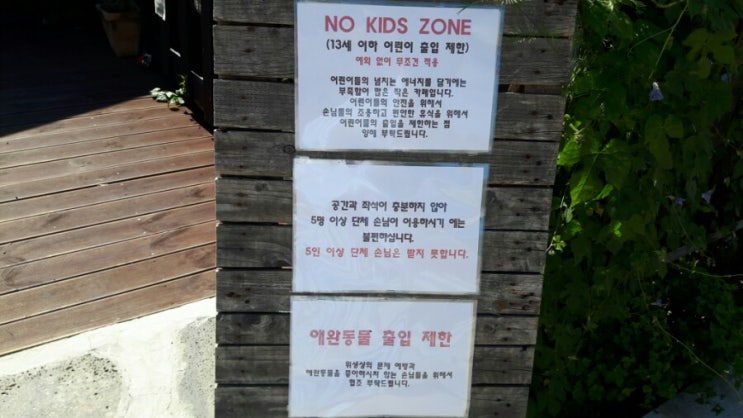 NO KIDS ZONE
(13세 이하 어린이 출입 제한)
예외 없이 무조건 적용
어린이들의 넘치는 에너지를 담기에는
부족함이 많은 작은 카페입니다.
어린이들의 안전을 위해서
손님들의 조용하고 편안한 휴식을 위해서
어린이들의 출입을 제한하는 점
양해 부탁드립니다.
공간과 좌석이 충분하지 않아
5명 이상 단체 손님이 이용하시기 에는
불편하십니다.
5인 이상 단체 손님은 받지 못합니다.
애완동물 출입 제한
위생상의 문제 예방과
애완동물을 좋아하시지 않는 손님들을 위해서
협조 부탁드립니다.